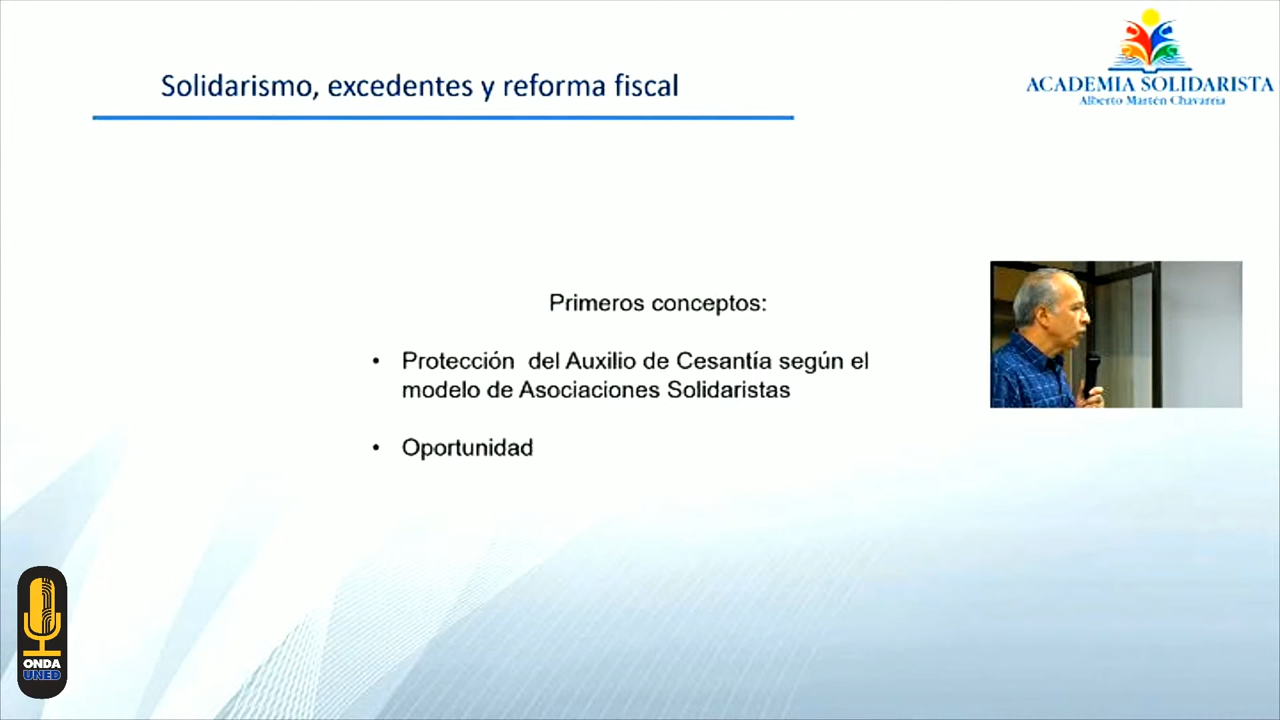 Solidarismo, excedentes y reforma fiscal
ACADEMIA SOLIDARISTA
Alberto Martén Chavarría
Primeros conceptos:
• Protección del Auxilio de Cesantía según el
modelo de Asociaciones Solidaristas
• Oportunidad
ONDA
UNED